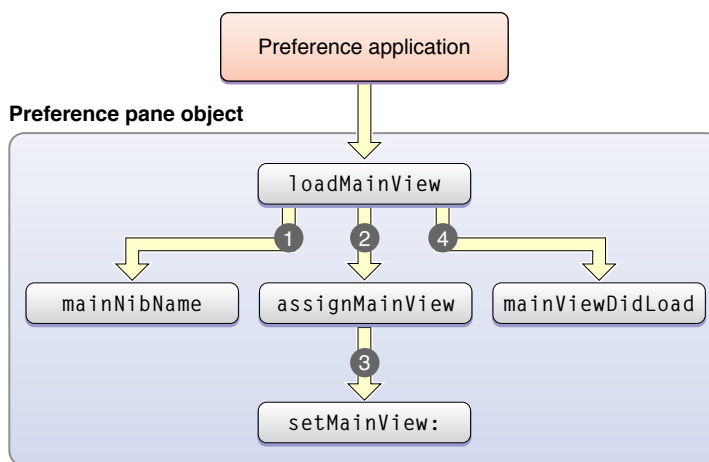 Preference application
Preference pane object
loadMainView
1
2
4
mainNibName
assignMainView
mainViewDidLoad
3
setMainView: